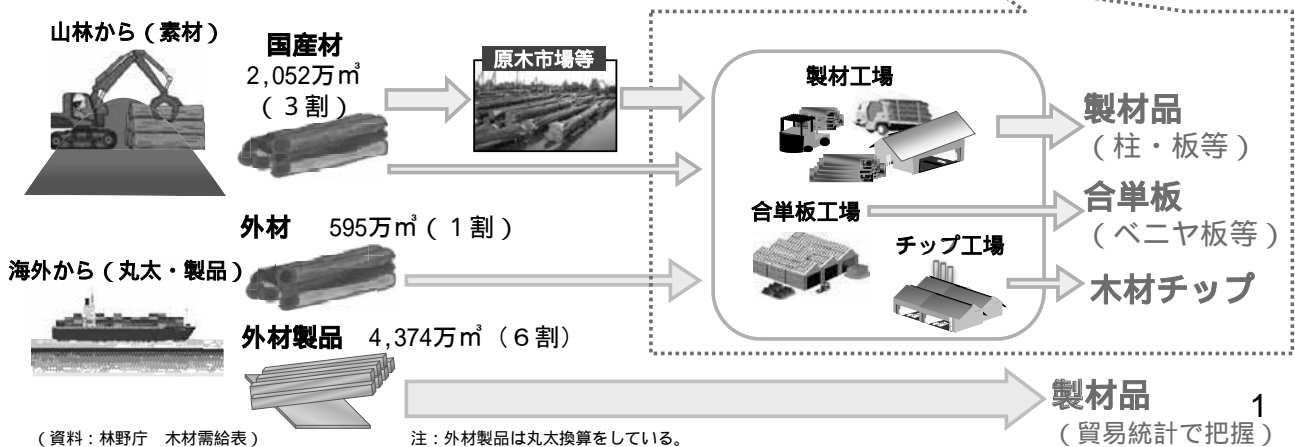 山林から（素材）
国産材
2,052万㎥
（３割）
原木市場等
製材工場
製材品
（柱・板等）
合単板工場
合単板
（ベニヤ板等）
チップ工場
木材チップ
外材　595万㎥（１割）
海外から（丸太・製品）
外材製品　4,374万㎥（６割）
製材品
（貿易統計で把握）
1
（資料：林野庁　木材需給表）
注：外材製品は丸太換算をしている。